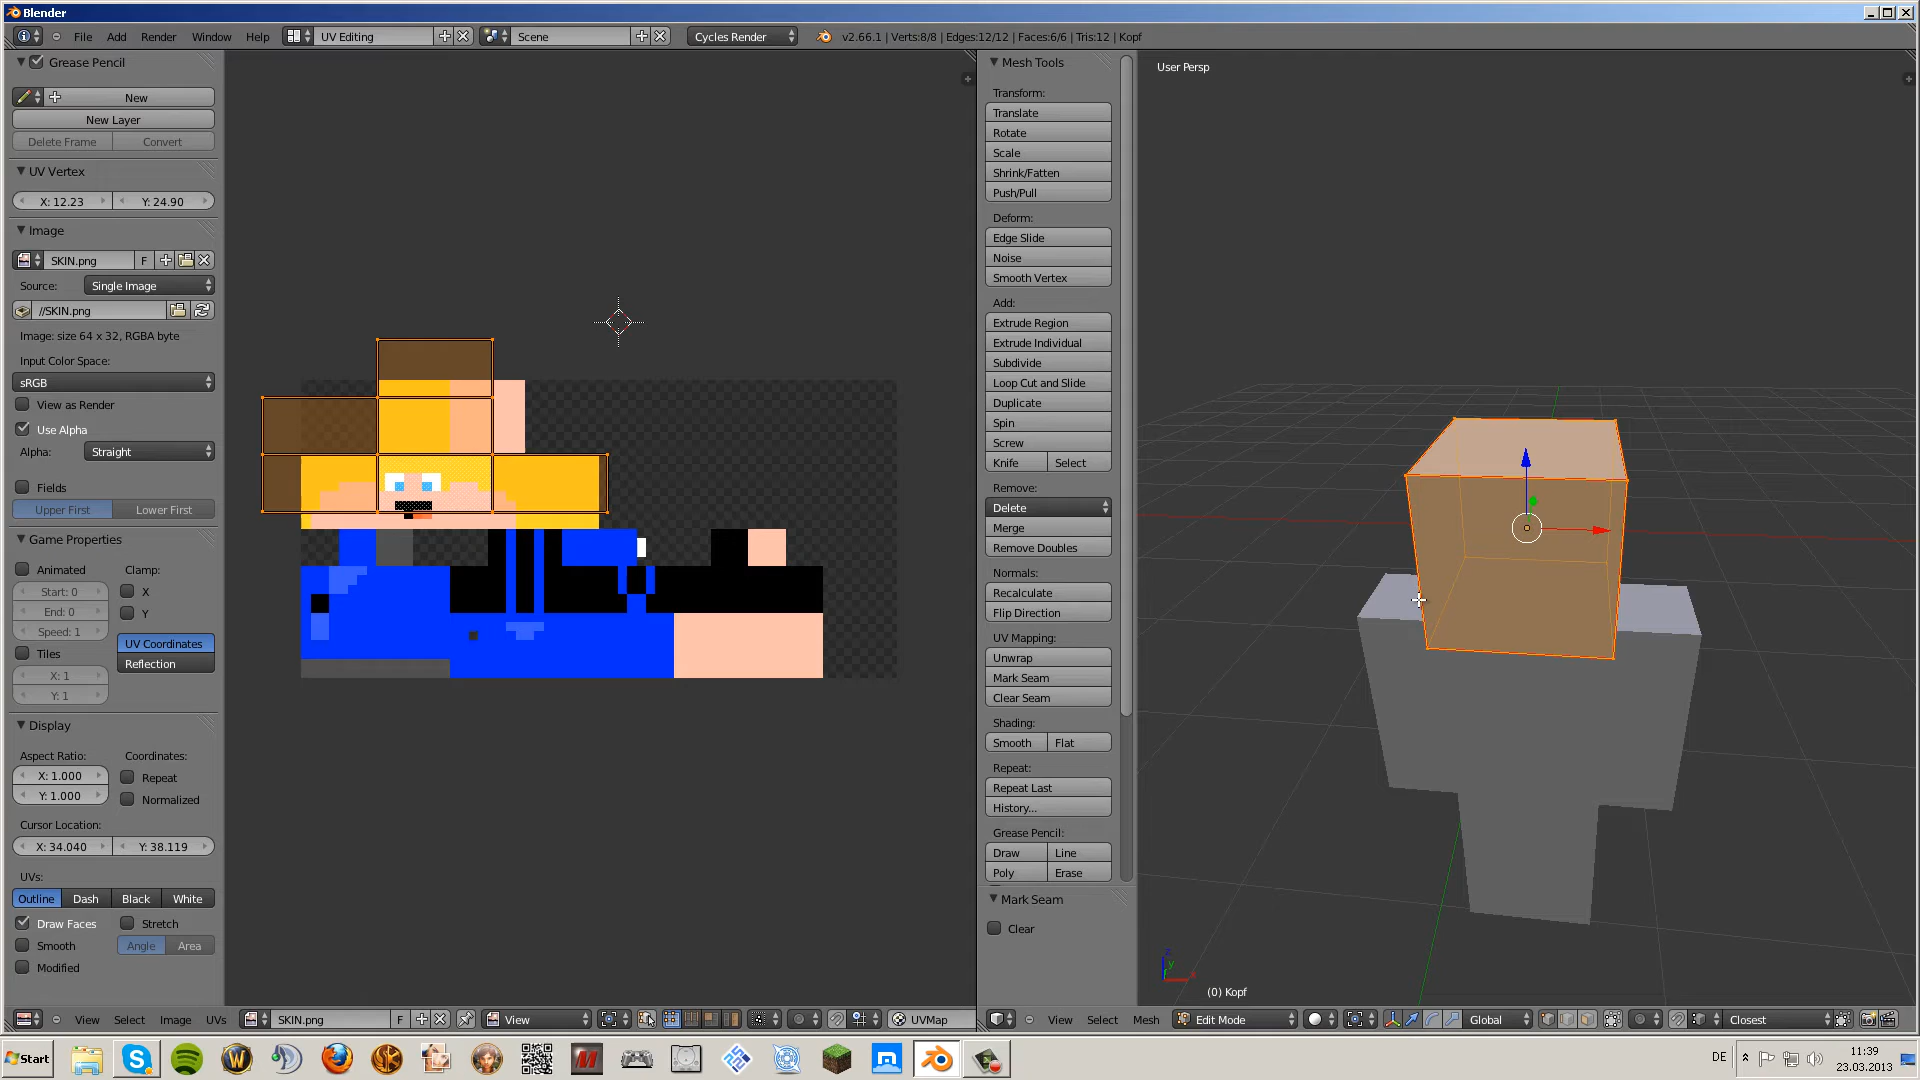 Blender
File Add Render Window Help UV Editing Scene Cycles Render v2.66.1 | Verts:8/8 | Edges:12/12 | Faces:6/6 | Tris:12 | Kopf
Grease Pencil
New
New Layer
Delete Frame Convert
UV Vertex
X: 12.23 Y: 24.90
Image
SKIN.png F
Source: Single Image
//SKIN.png
Image: size 64 x 32, RGBA byte
Input Color Space:
sRGB
View as Render
Use Alpha
Alpha: Straight
Fields
Upper First Lower First
Game Properties
Animated Clamp:
Start: 0 X
End: 0 Y
Speed: 1
UV Coordinates
Tiles Reflection
X: 1
Y: 1
Display
Aspect Ratio: Coordinates:
X: 1.000 Repeat
Y: 1.000 Normalized
Cursor Location:
X: 34.040 Y: 38.119
UVs:
Outline Dash Black White
Draw Faces Stretch
Smooth Angle Area
Modified
View Select Image UVs SKIN.png F View UVMap
Mesh Tools
Transform:
Translate
Rotate
Scale
Shrink/Fatten
Push/Pull
Deform:
Edge Slide
Noise
Smooth Vertex
Add:
Extrude Region
Extrude Individual
Subdivide
Loop Cut and Slide
Duplicate
Spin
Screw
Knife Select
Remove:
Delete
Merge
Remove Doubles
Normals:
Recalculate
Flip Direction
UV Mapping:
Unwrap
Mark Seam
Clear Seam
Shading:
Smooth Flat
Repeat:
Repeat Last
History...
Grease Pencil:
Draw Line
Poly Erase
Mark Seam
Clear
User Persp
(0) Kopf
View Select Mesh Edit Mode Global Closest
Start
DE
11:39
23.03.2013